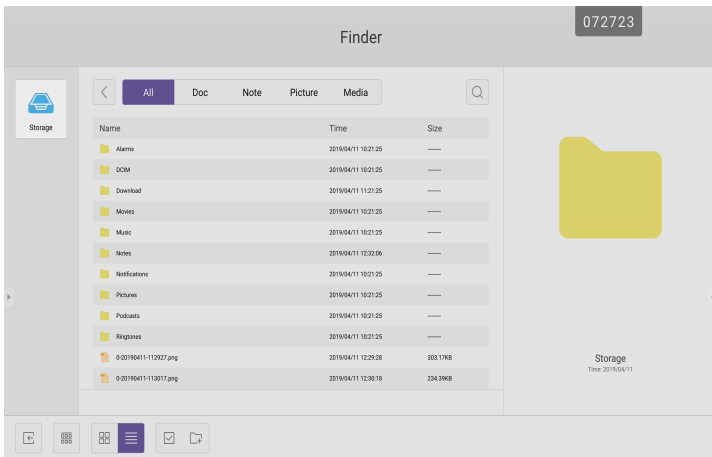 072723
Finder
Storage
All Doc Note Picture Media
Name Time Size
Alarms 2019/04/11 10:21:25 ——
DCIM 2019/04/11 10:21:25 ——
Download 2019/04/11 11:21:25 ——
Movies 2019/04/11 10:21:25 ——
Music 2019/04/11 10:21:25 ——
Notes 2019/04/11 12:32:06 ——
Notifications 2019/04/11 10:21:25 ——
Pictures 2019/04/11 10:21:25 ——
Podcasts 2019/04/11 10:21:25 ——
Ringtones 2019/04/11 10:21:25 ——
0-20190411-112927.png 2019/04/11 12:29:28 303.17KB
0-20190411-113017.png 2019/04/11 12:30:18 234.39KB
Storage
Time: 2019/04/11